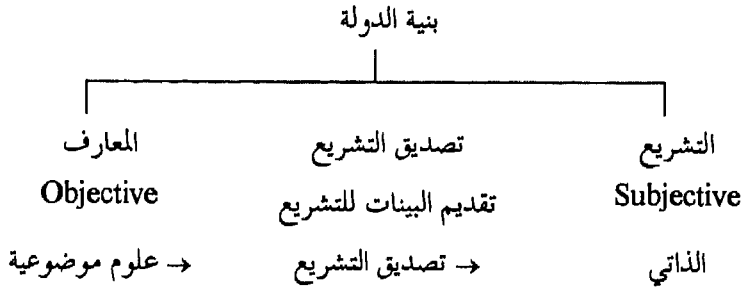 بنية الدولة
التشريع تصديق التشريع المعارف
Subjective تقديم البينات للتشريع Objective
الذاتي → تصديق التشريع → علوم موضوعية